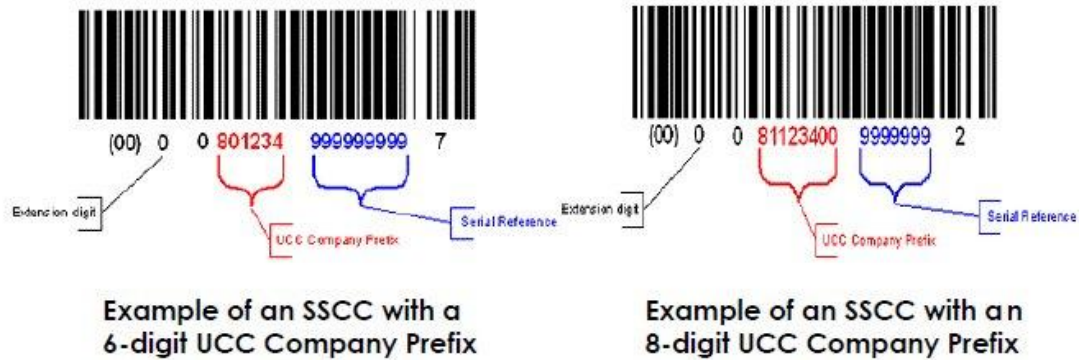 (00) 0 0 801234 999999999 7
Extension digit
Serial Reference
UCC Company Prefix
Example of an SSCC with a
6-digit UCC Company Prefix
(00) 0 0 81123400 9999999 2
Extension digit
Serial Reference
UCC Company Prefix
Example of an SSCC with an
8-digit UCC Company Prefix